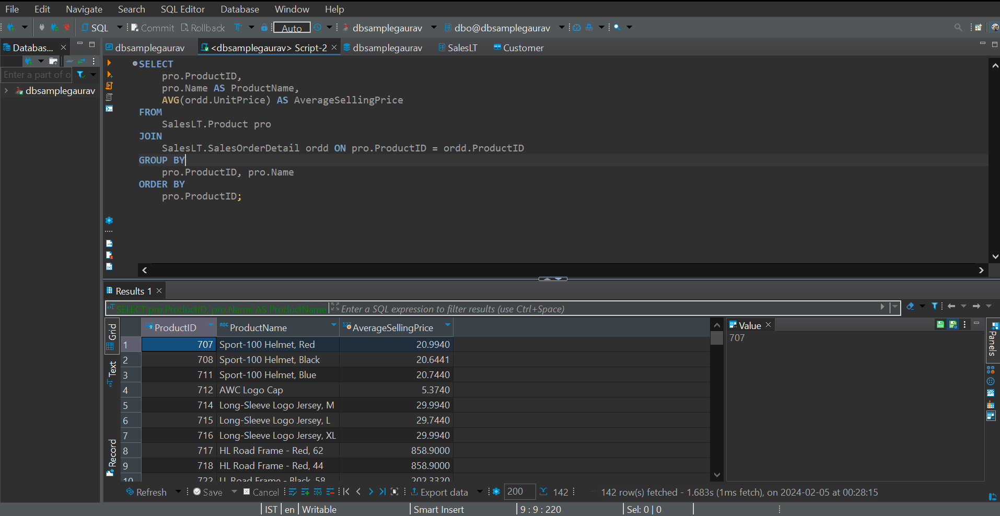 File Edit Navigate Search SQL Editor Database Window Help
SQL Commit Rollback Auto dbsamplegaurav dbo@dbsamplegaurav
Databas... dbsamplegaurav <dbsamplegaurav> Script-2 dbsamplegaurav SalesLT Customer
Enter a part of o
dbsamplegaurav
SELECT
pro.ProductID,
pro.Name AS ProductName,
AVG(ordd.UnitPrice) AS AverageSellingPrice
FROM
SalesLT.Product pro
JOIN
SalesLT.SalesOrderDetail ordd ON pro.ProductID = ordd.ProductID
GROUP BY
pro.ProductID, pro.Name
ORDER BY
pro.ProductID;
Results 1
SELECT pro.ProductID, pro.Name AS ProductName Enter a SQL expression to filter results (use Ctrl+Space)
Grid
Text
Record
ProductID ProductName AverageSellingPrice
1 707 Sport-100 Helmet, Red 20.9940
2 708 Sport-100 Helmet, Black 20.6441
3 711 Sport-100 Helmet, Blue 20.7440
4 712 AWC Logo Cap 5.3740
5 714 Long-Sleeve Logo Jersey, M 29.9940
6 715 Long-Sleeve Logo Jersey, L 29.7440
7 716 Long-Sleeve Logo Jersey, XL 29.9940
8 717 HL Road Frame - Red, 62 858.9000
9 718 HL Road Frame - Red, 44 858.9000
10 722 LL Road Frame - Black, 58 202.3320
Value
707
Panels
Refresh Save Cancel Export data 200 142 142 row(s) fetched - 1.683s (1ms fetch), on 2024-02-05 at 00:28:15
IST en Writable Smart Insert 9 : 9 : 220 Sel: 0 | 0